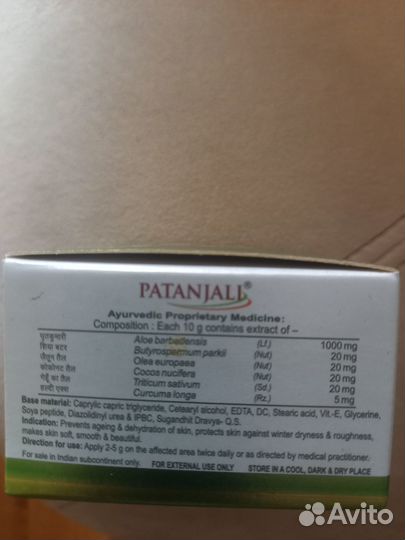 PATANJALI®
Ayurvedic Proprietary Medicine:
Composition : Each 10 g contains extract of –
घृतकुमारी Aloe barbadensis (Lf.) 1000 mg
शिया बटर Butyrospermum parkii (Nut) 20 mg
जैतून तैल Olea europaea (Nut) 20 mg
कोकोनट तैल Cocos nucifera (Nut) 20 mg
गेहूँ का तैल Triticum sativum (Sd.) 20 mg
हल्दी एक्स Curcuma longa (Rz.) 5 mg
Base material: Caprylic capric triglyceride, Cetearyl alcohol, EDTA, DC, Stearic acid, Vit.-E, Glycerine,
Soya peptide, Diazolidinyl urea & IPBC, Sugandhit Dravya- Q.S.
Indication: Prevents ageing & dehydration of skin, protects skin against winter dryness & roughness,
makes skin soft, smooth & beautiful.
Direction for use: Apply 2-5 g on the affected area twice daily or as directed by medical practitioner.
For sale in Indian subcontinent only. FOR EXTERNAL USE ONLY STORE IN A COOL, DARK & DRY PLACE
Avito